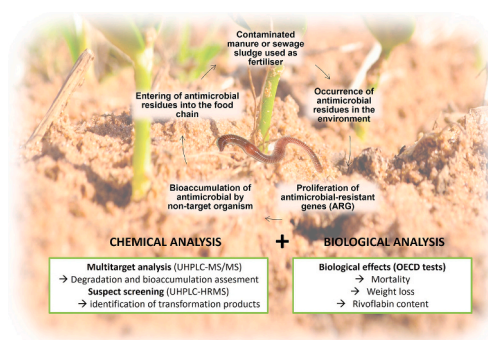 Contaminated
manure or sewage
sludge used as
fertiliser
Entering of antimicrobial
residues into the food
chain
Occurrence of
antimicrobial
residues in the
environment
Bioaccumulation of
antimicrobial by
non-target organism
Proliferation of
antimicrobial-resistant
genes (ARG)
CHEMICAL ANALYSIS + BIOLOGICAL ANALYSIS
Multitarget analysis (UHPLC-MS/MS)
→ Degradation and bioaccumulation assesment
Suspect screening (UHPLC-HRMS)
→ identification of transformation products
Biological effects (OECD tests)
→ Mortality
→ Weight loss
→ Rivoflabin content